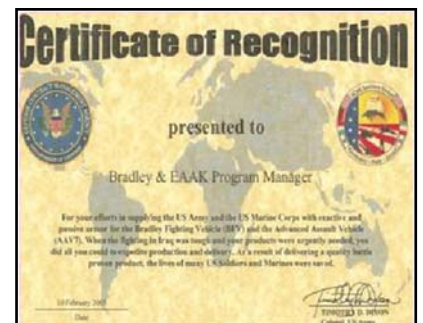 Certificate of Recognition
presented to
Bradley & EAAK Program Manager
For your efforts in supplying the US Army and the US Marine Corps with reactive and
passive armor for the Bradley Fighting Vehicle (BFV) and the Advanced Assault Vehicle
(AAV7). When the fighting in Iraq was tough and your products were urgently needed, you
did all you could to expedite production and delivery. As a result of delivering a quality battle
proven product, the lives of many US Soldiers and Marines were saved.
10 February 2005
Date
TIMOTHY D. DIXON
Colonel, US Army